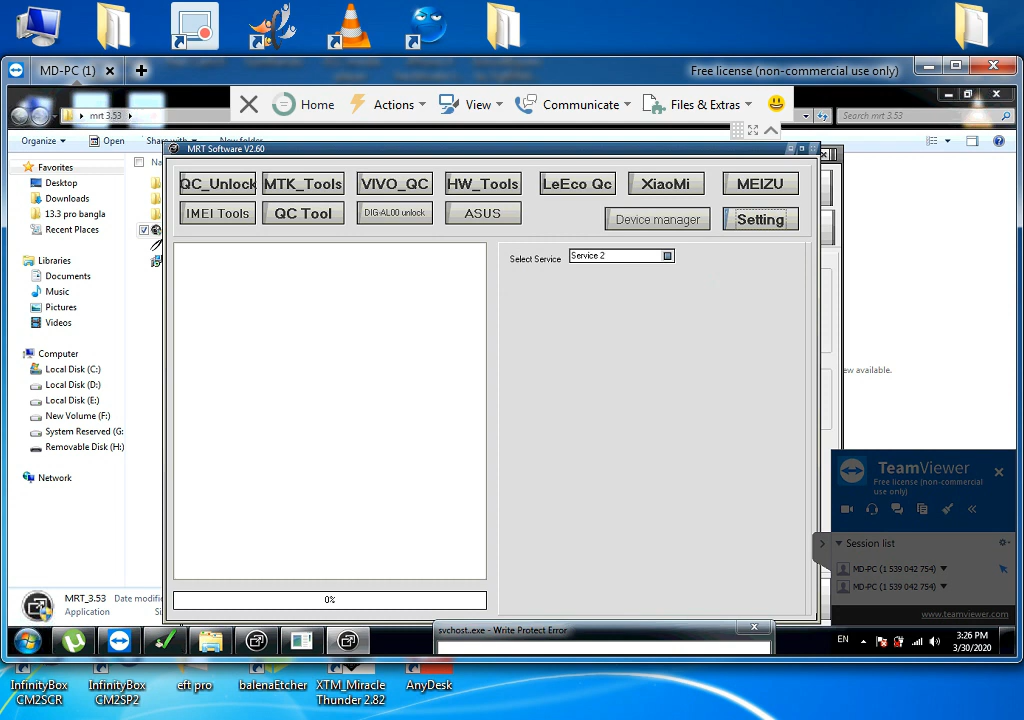 MD-PC (1)
Free license (non-commercial use only)
Home
Actions
View
Communicate
Files & Extras
mrt 3.53
Search mrt 3.53
Organize
Open
Share with
New folder
MRT Software V2.60
Favorites
Desktop
Downloads
13.3 pro bangla
Recent Places
Libraries
Documents
Music
Pictures
Videos
Computer
Local Disk (C:)
Local Disk (D:)
Local Disk (E:)
New Volume (F:)
System Reserved (G:
Removable Disk (H:)
Network
Na
QC_Unlock
MTK_Tools
VIVO_QC
HW_Tools
LeEco Qc
XiaoMi
MEIZU
IMEI Tools
QC Tool
DIG-AL00 unlock
ASUS
Device manager
Setting
Select Service
Service 2
ew available.
0%
TeamViewer
Free license (non-commercial
use only)
Session list
MD-PC (1 539 042 754)
MD-PC (1 539 042 754)
www.teamviewer.com
MRT_3.53
Date modifie
Application
Si
svchost..exe - Write Protect Error
EN
3:26 PM
3/30/2020
InfinityBox
CM2SCR
InfinityBox
CM2SP2
eft pro
balenaEtcher
XTM_Miracle
Thunder 2.82
AnyDesk